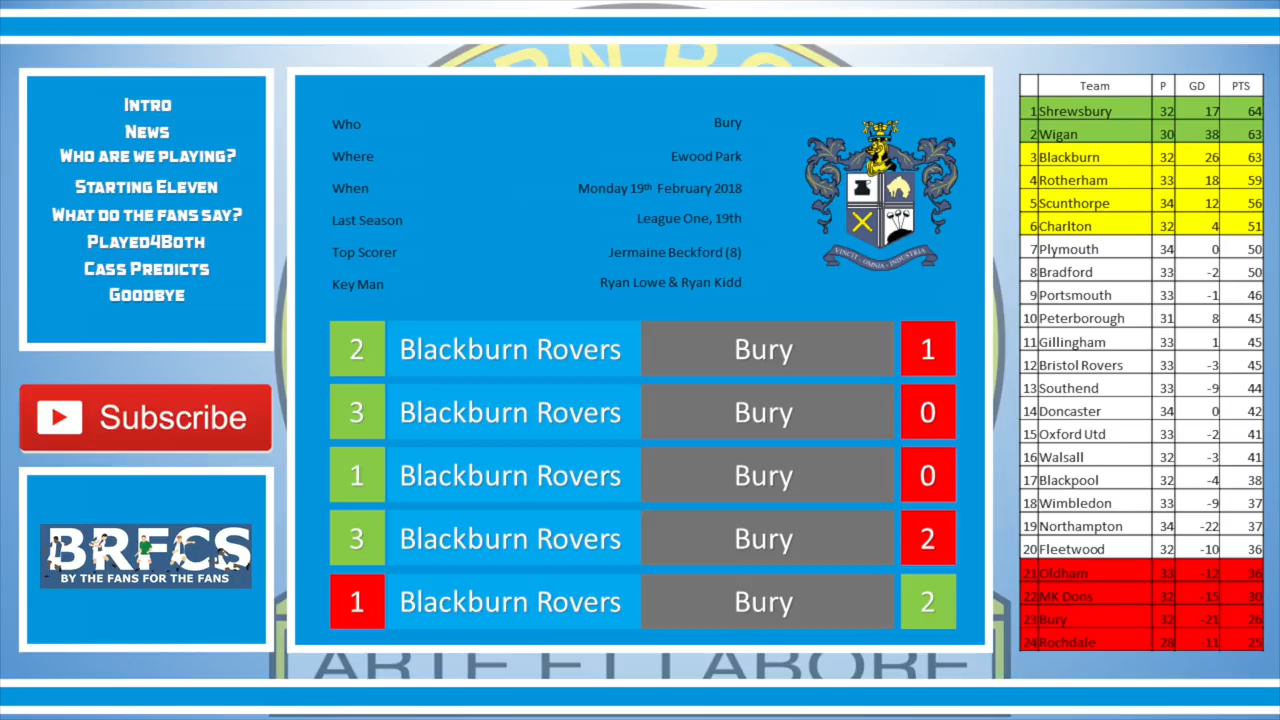 INTRO
NEWS
WHO ARE WE PLAYING?
STARTING ELEVEN
WHAT DO THE FANS SAY?
PLAYED4BOTH
CASS PREDICTS
GOODBYE
Subscribe
BRFCS
BY THE FANS FOR THE FANS
Who Bury
Where Ewood Park
When Monday 19th February 2018
Last Season League One, 19th
Top Scorer Jermaine Beckford (8)
Key Man Ryan Lowe & Ryan Kidd
VINCIT · OMNIA · INDUSTRIA
2 Blackburn Rovers Bury 1
3 Blackburn Rovers Bury 0
1 Blackburn Rovers Bury 0
3 Blackburn Rovers Bury 2
1 Blackburn Rovers Bury 2
Team P GD PTS
1 Shrewsbury 32 17 64
2 Wigan 30 38 63
3 Blackburn 32 26 63
4 Rotherham 33 18 59
5 Scunthorpe 34 12 56
6 Charlton 32 4 51
7 Plymouth 34 0 50
8 Bradford 33 -2 50
9 Portsmouth 33 -1 46
10 Peterborough 31 8 45
11 Gillingham 33 1 45
12 Bristol Rovers 33 -3 45
13 Southend 33 -9 44
14 Doncaster 34 0 42
15 Oxford Utd 33 -2 41
16 Walsall 32 -3 41
17 Blackpool 32 -4 38
18 Wimbledon 33 -9 37
19 Northampton 34 -22 37
20 Fleetwood 32 -10 36
21 Oldham 33 -12 36
22 MK Dons 32 -15 30
23 Bury 32 -21 26
24 Rochdale 28 -11 25
ARTE ET LABORE